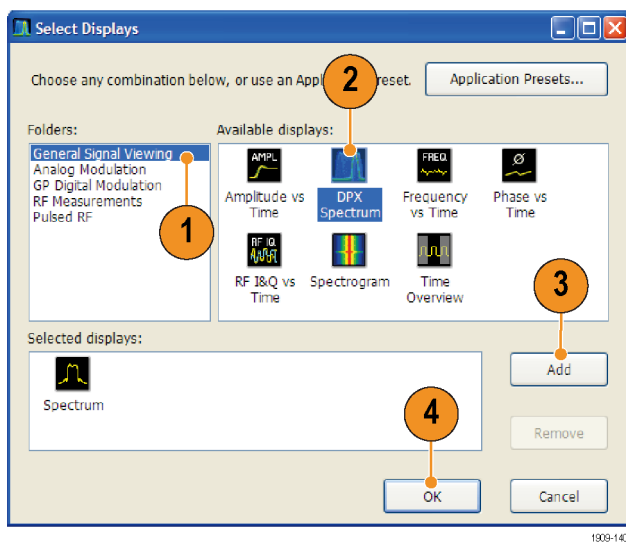 Select Displays
Choose any combination below, or use an Appl reset.
Application Presets...
2
Folders:
Available displays:
General Signal Viewing
Analog Modulation
GP Digital Modulation
RF Measurements
Pulsed RF
1
AMPL
Amplitude vs
Time
DPX
Spectrum
FREQ
Frequency
vs Time
Ø
Phase vs
Time
RF IQ
RF I&Q vs
Time
Spectrogram
Time
Overview
3
Selected displays:
Spectrum
Add
4
Remove
OK
Cancel
1909-140